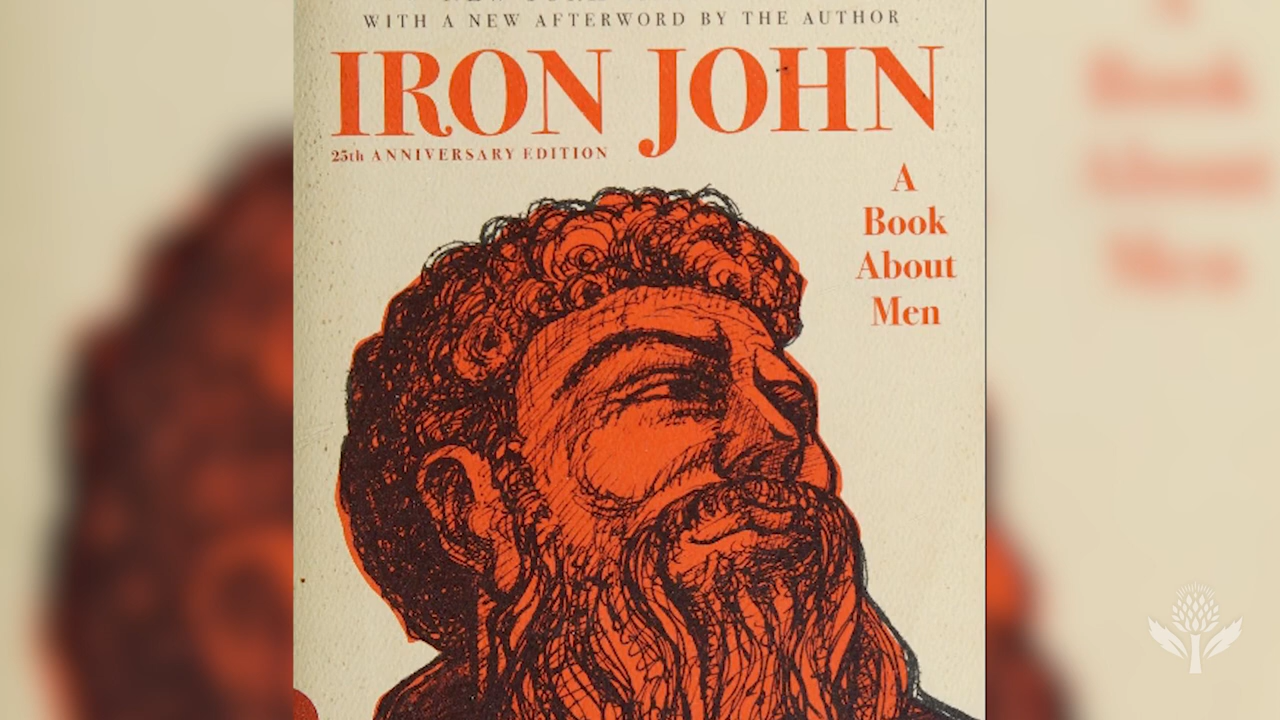 WITH A NEW AFTERWORD BY THE AUTHOR
IRON JOHN
25th ANNIVERSARY EDITION
A
Book
About
Men